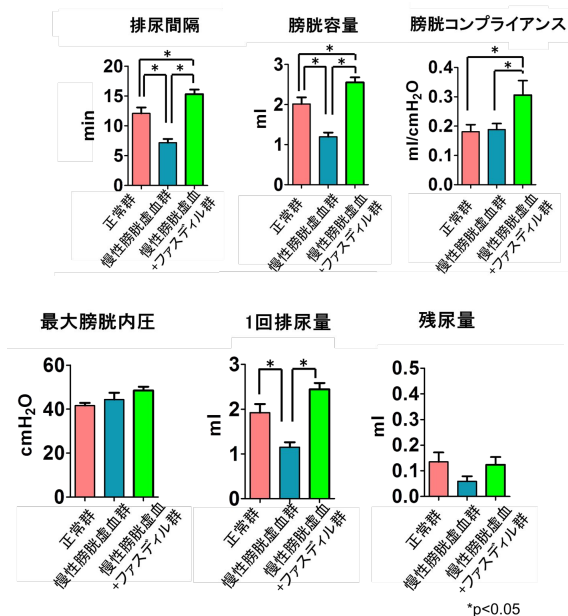 排尿間隔
*
* *
20
15
10
5
0
min
正常群
慢性膀胱虚血群
慢性膀胱虚血
+ファスディル群
膀胱容量
*
* *
3
2
1
0
ml
正常群
慢性膀胱虚血群
慢性膀胱虚血
+ファスディル群
膀胱コンプライアンス
*
*
0.4
0.3
0.2
0.1
0.0
ml/cmH₂O
正常群
慢性膀胱虚血群
慢性膀胱虚血
+ファスディル群
最大膀胱内圧
60
40
20
0
cmH₂O
正常群
慢性膀胱虚血群
慢性膀胱虚血
+ファスディル群
1回排尿量
* *
3
2
1
0
ml
正常群
慢性膀胱虚血群
慢性膀胱虚血
+ファスディル群
残尿量
0.5
0.4
0.3
0.2
0.1
0.0
ml
正常群
慢性膀胱虚血群
慢性膀胱虚血
+ファスディル群
*p<0.05